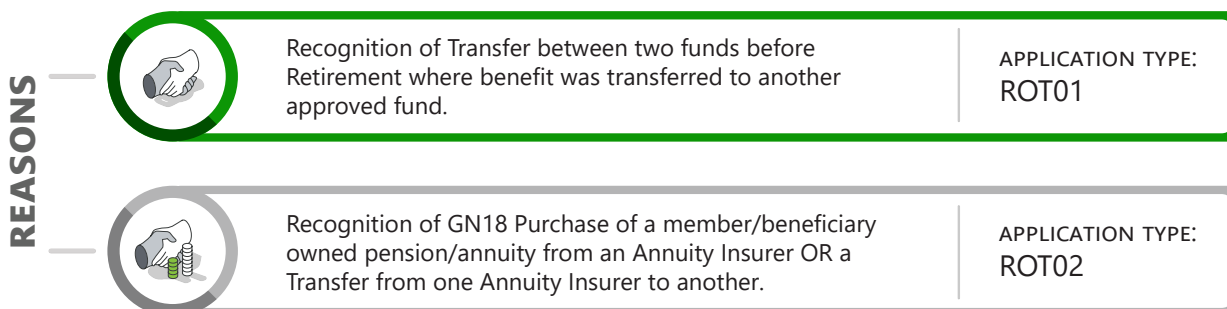 REASONS
Recognition of Transfer between two funds before
Retirement where benefit was transferred to another
approved fund.
APPLICATION TYPE:
ROT01
Recognition of GN18 Purchase of a member/beneficiary
owned pension/annuity from an Annuity Insurer OR a
Transfer from one Annuity Insurer to another.
APPLICATION TYPE:
ROT02